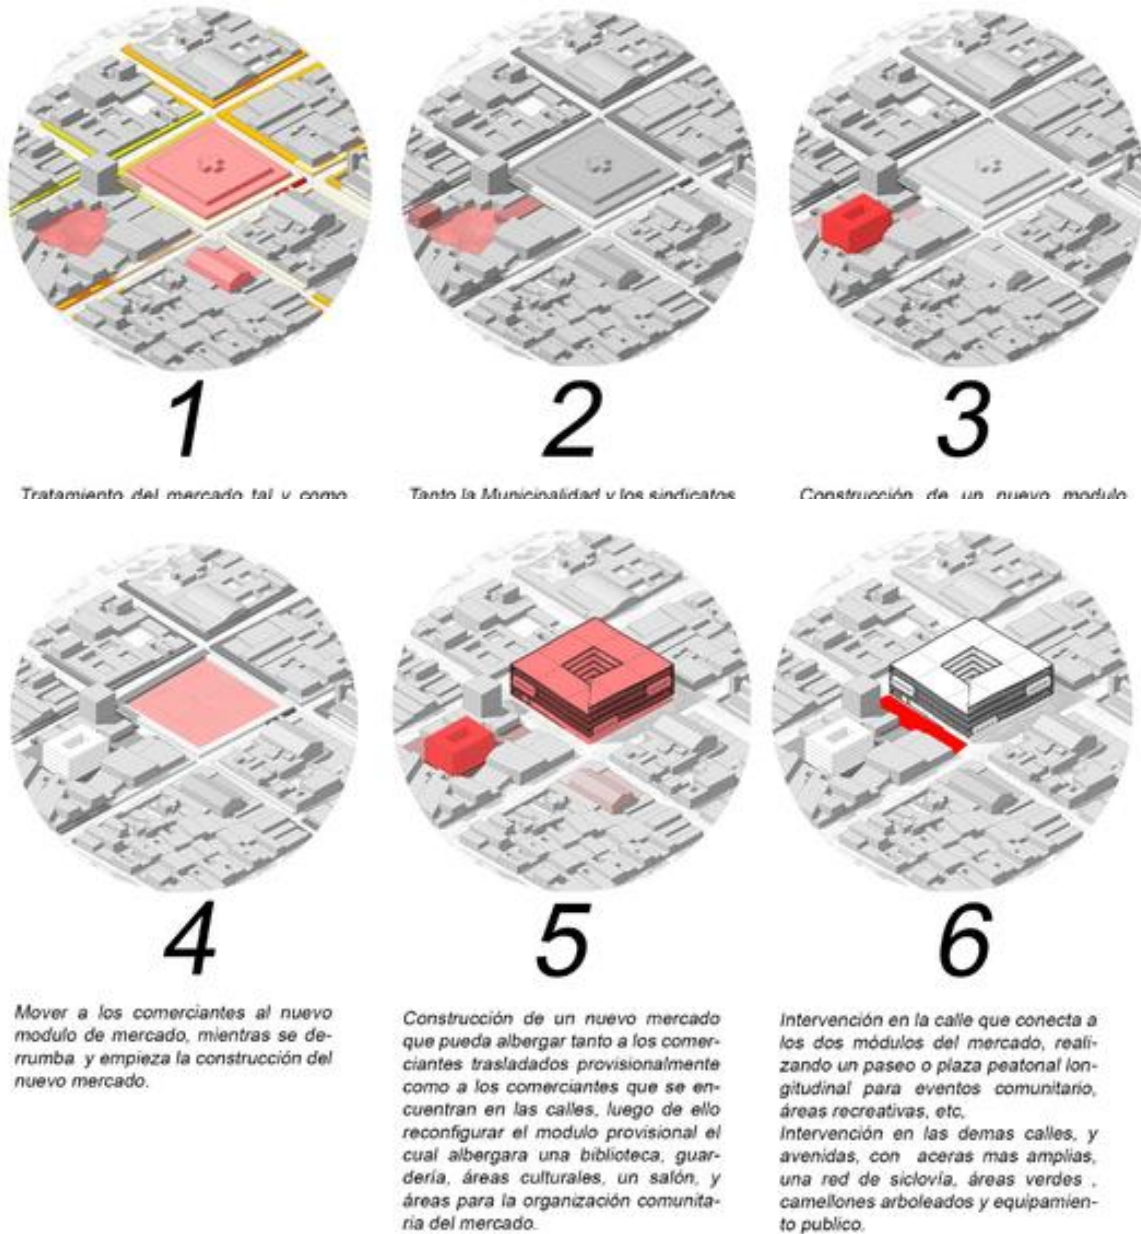 1
2
3
Tratamiento del mercado tal y como
Tanto la Municipalidad y los sindicatos
Construcción de un nuevo modulo
4
5
6
Mover a los comerciantes al nuevo
modulo de mercado, mientras se de-
rrumba y empieza la construcción del
nuevo mercado.
Construcción de un nuevo mercado
que pueda albergar tanto a los comer-
ciantes trasladados provisionalmente
como a los comerciantes que se en-
cuentran en las calles, luego de ello
reconfigurar el modulo provisional el
cual albergara una biblioteca, guar-
dería, áreas culturales, un salón, y
áreas para la organización comunita-
ria del mercado.
Intervención en la calle que conecta a
los dos módulos del mercado, reali-
zando un paseo o plaza peatonal lon-
gitudinal para eventos comunitario,
áreas recreativas, etc,
Intervención en las demas calles, y
avenidas, con aceras mas amplias,
una red de siclovía, áreas verdes ,
camellones arboleados y equipamien-
to publico.